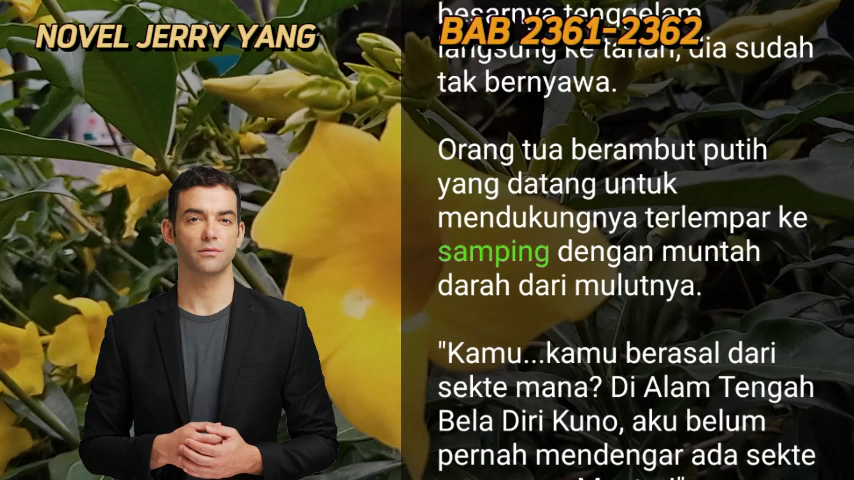 NOVEL JERRY YANG
BAB 2361-2362
besarnya tenggelam
langsung ke tanah, dia sudah
tak bernyawa.
Orang tua berambut putih
yang datang untuk
mendukungnya terlempar ke
samping dengan muntah
darah dari mulutnya.
"Kamu...kamu berasal dari
sekte mana? Di Alam Tengah
Bela Diri Kuno, aku belum
pernah mendengar ada sekte